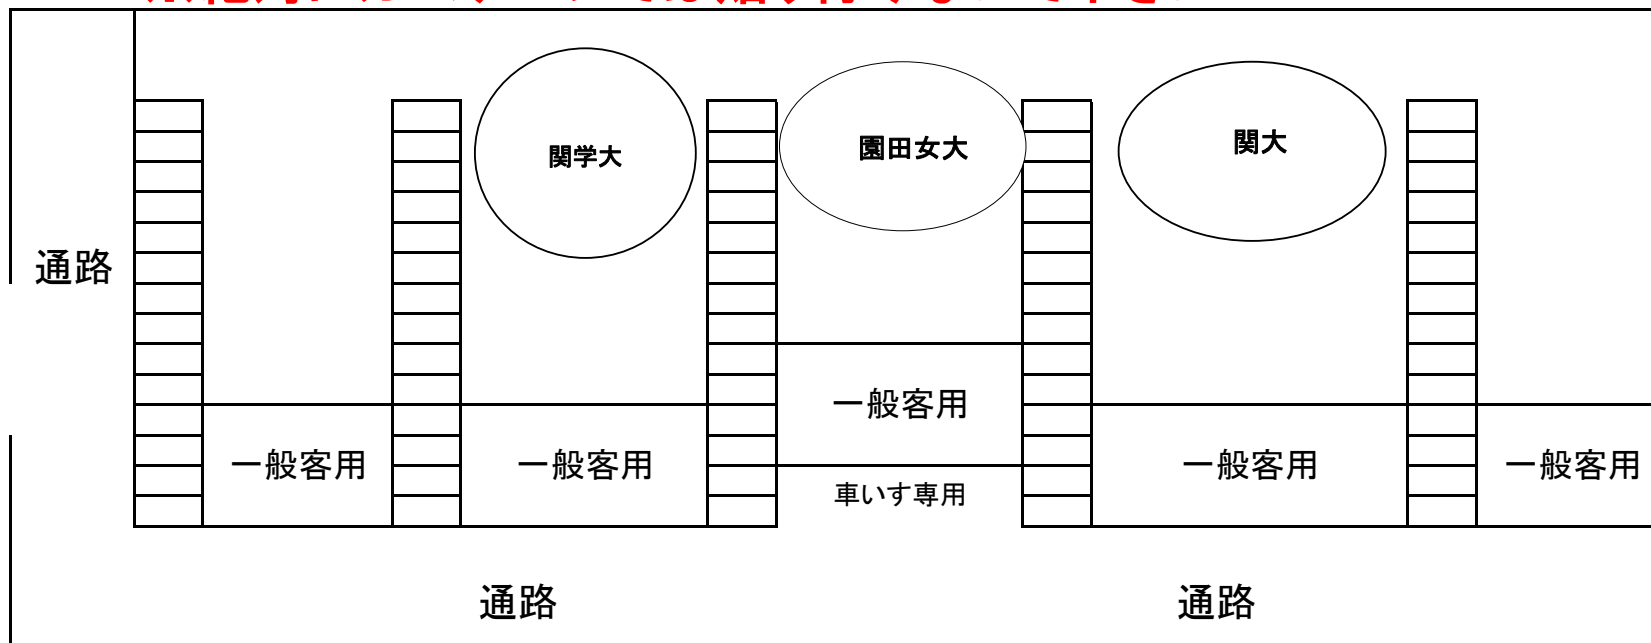 関学大
園田女大
関大
通路
一般客用
一般客用
一般客用
一般客用
一般客用
車いす専用
通路
通路